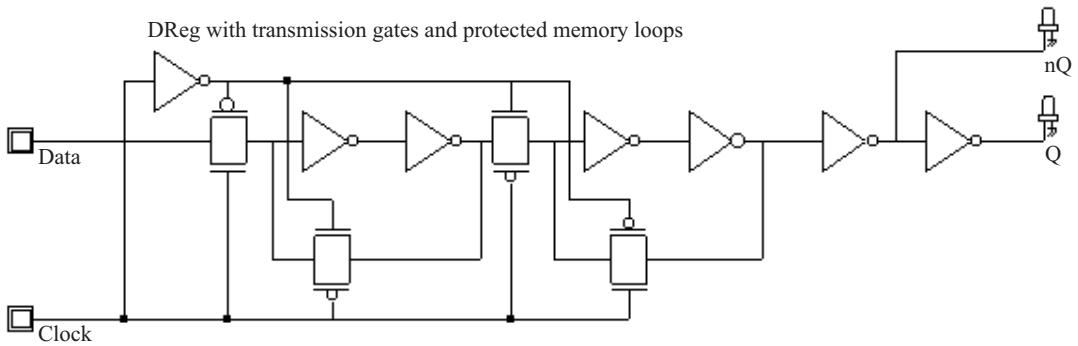 DReg with transmission gates and protected memory loops
nQ
Data
Q
Clock